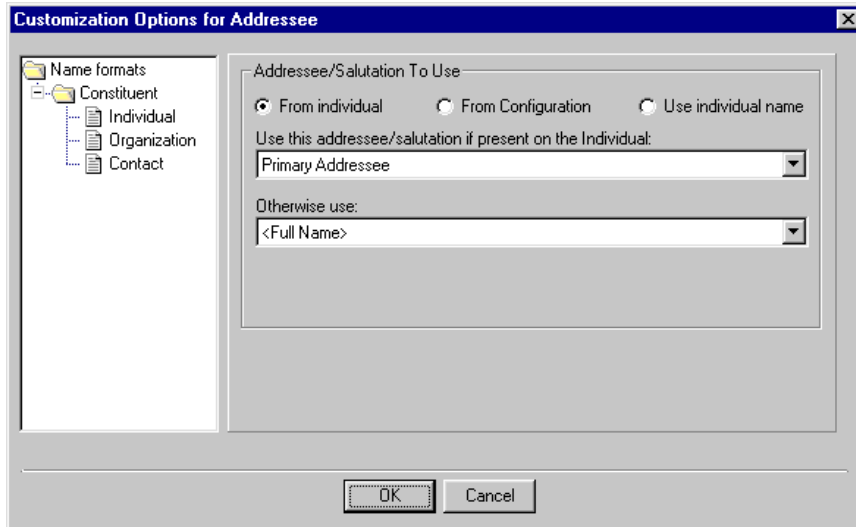 Customization Options for Addressee
Name formats
Constituent
Individual
Organization
Contact
Addressee/Salutation To Use
From individual From Configuration Use individual name
Use this addressee/salutation if present on the Individual:
Primary Addressee
Otherwise use:
<Full Name>
OK Cancel